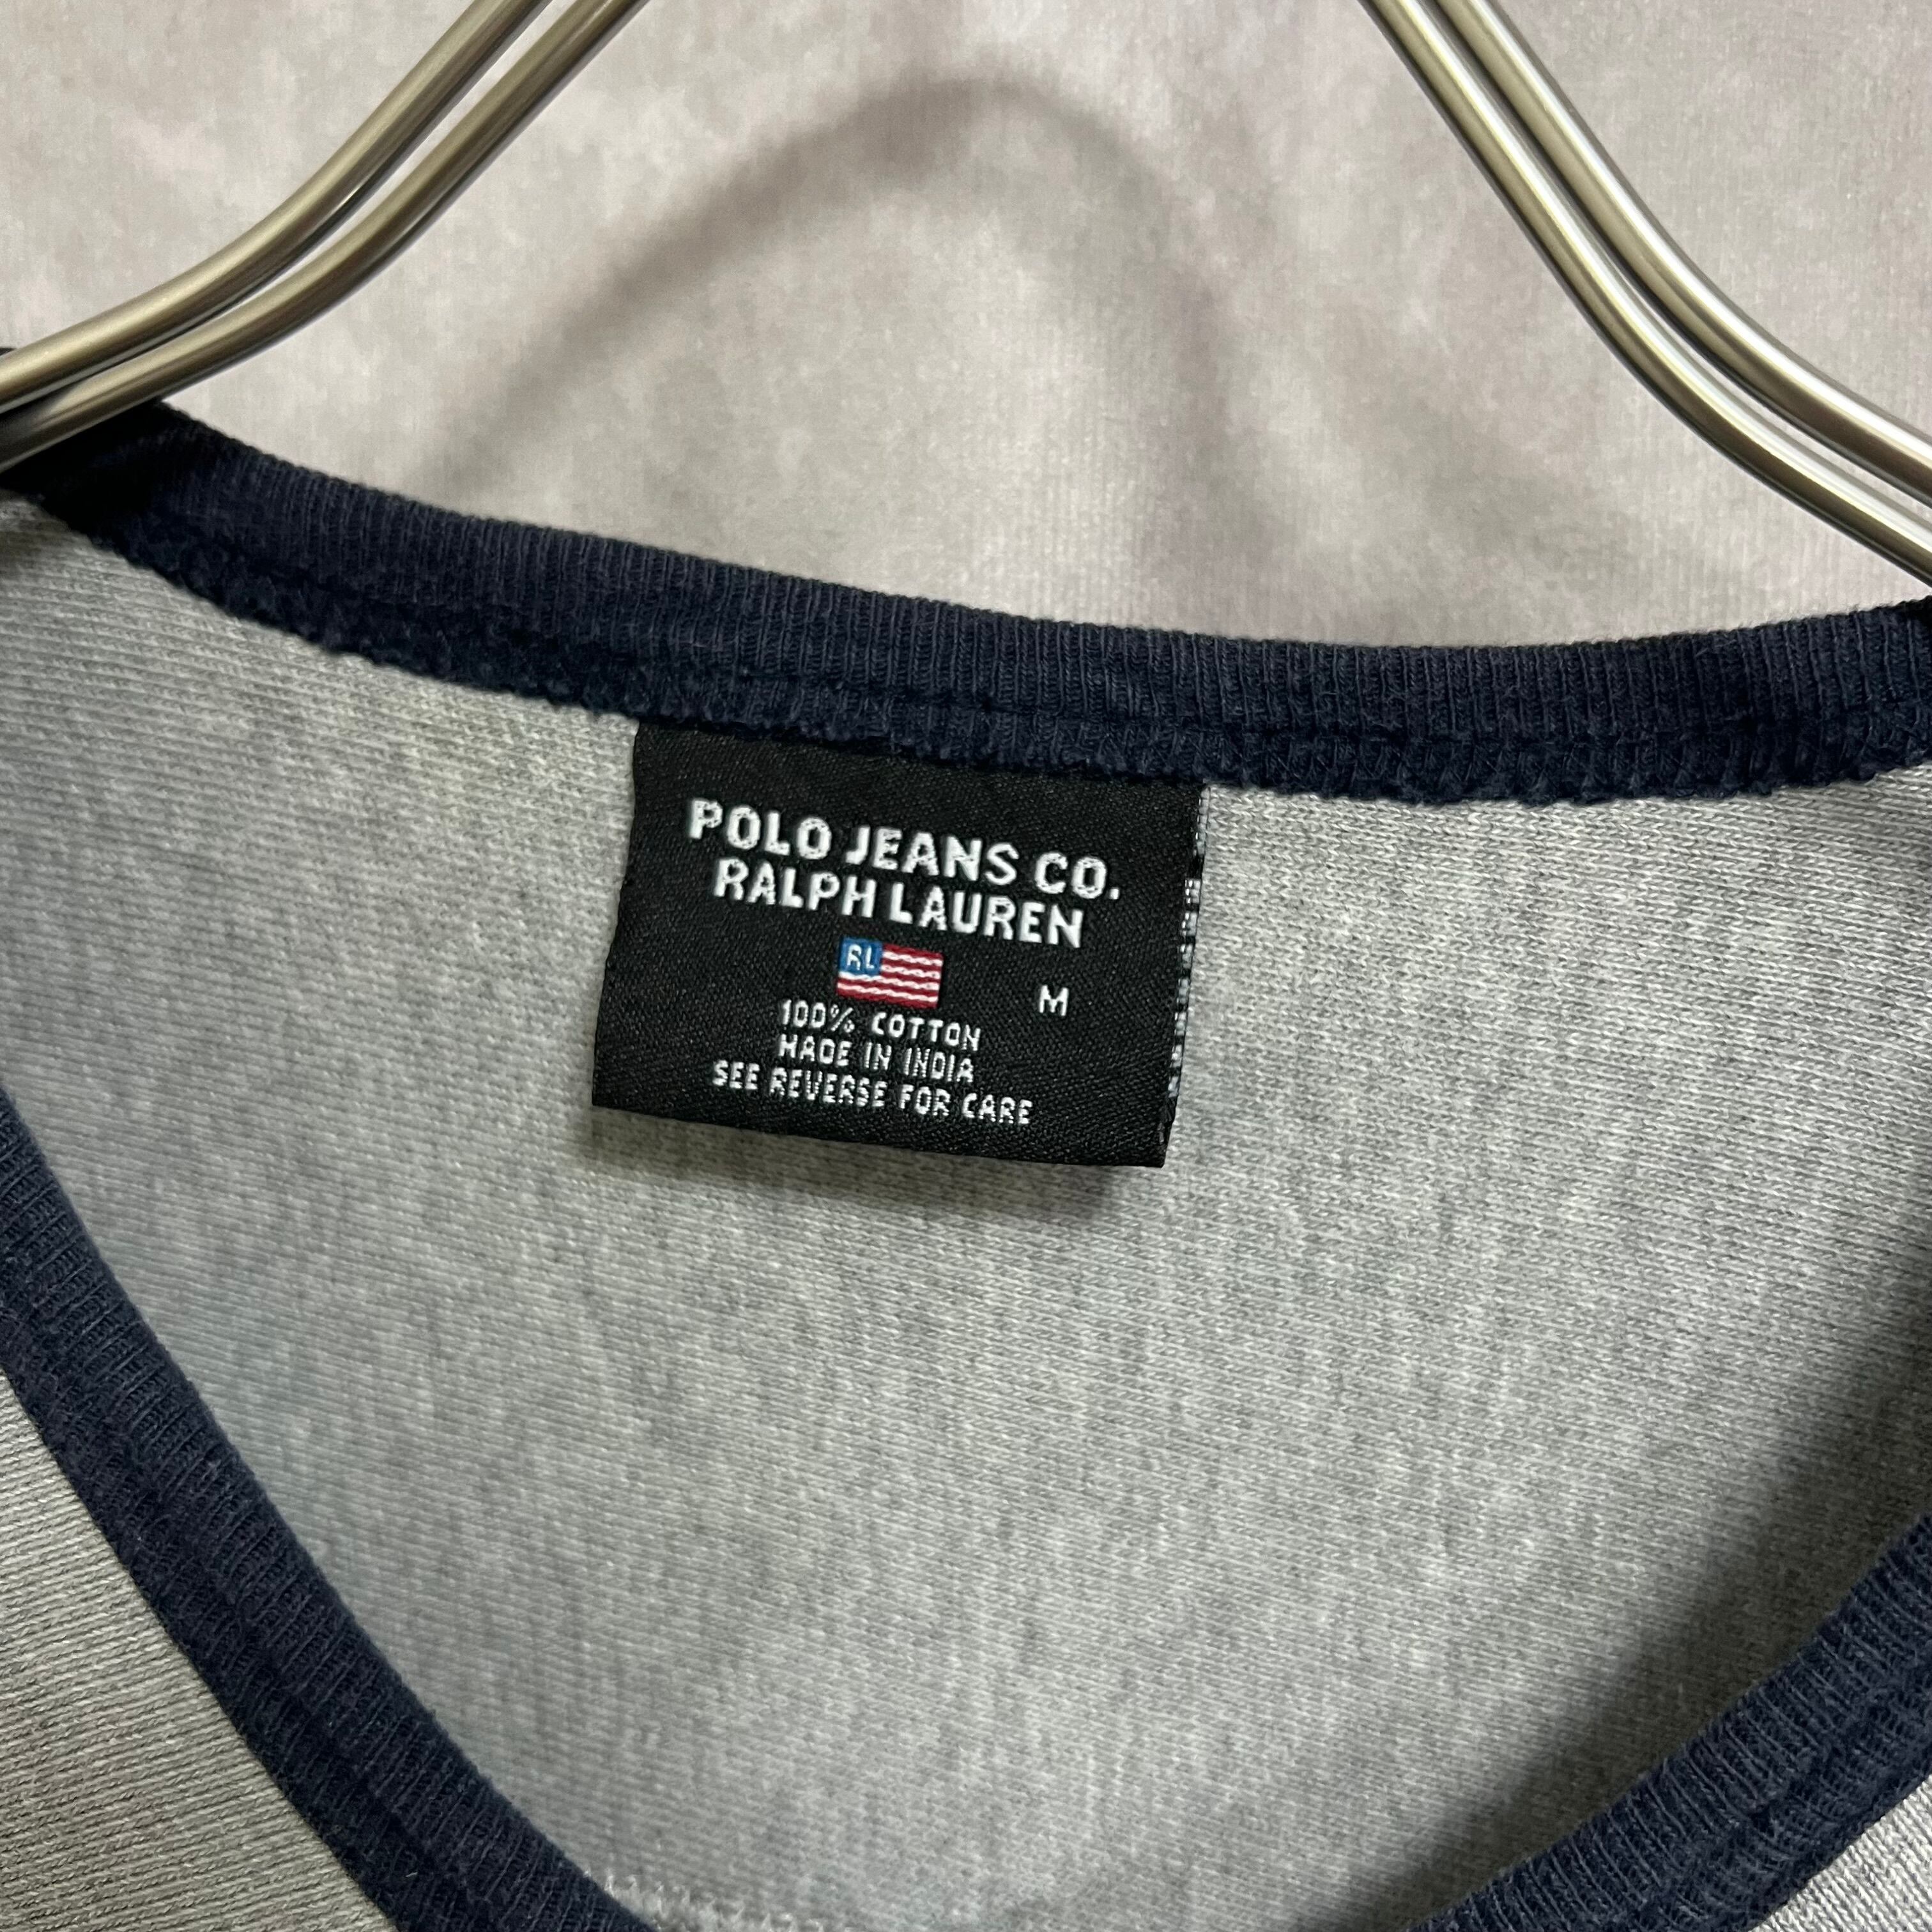 POLO JEANS CO.
RALPH LAUREN
RL
M
100% COTTON
MADE IN INDIA
SEE REVERSE FOR CARE